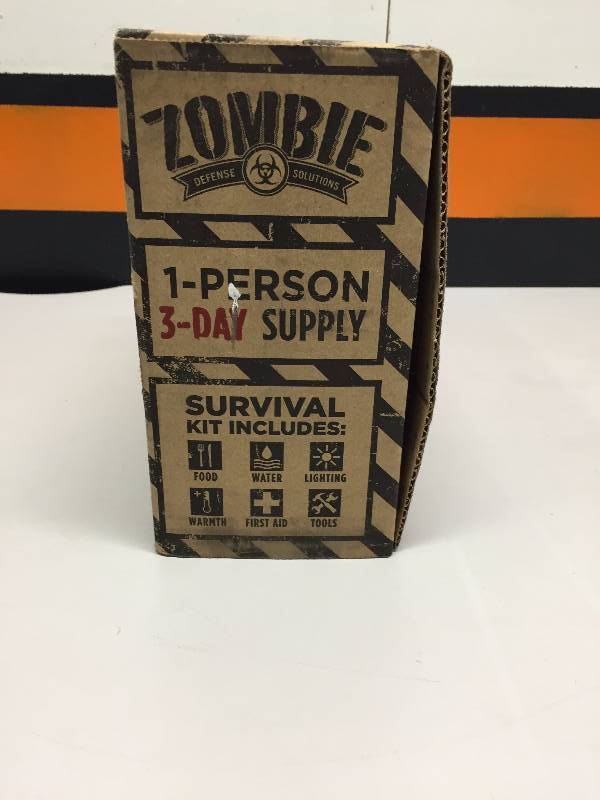 ZOMBIE
DEFENSE SOLUTIONS
1-PERSON
3-DAY SUPPLY
SURVIVAL
KIT INCLUDES:
FOOD WATER LIGHTING
WARMTH FIRST AID TOOLS